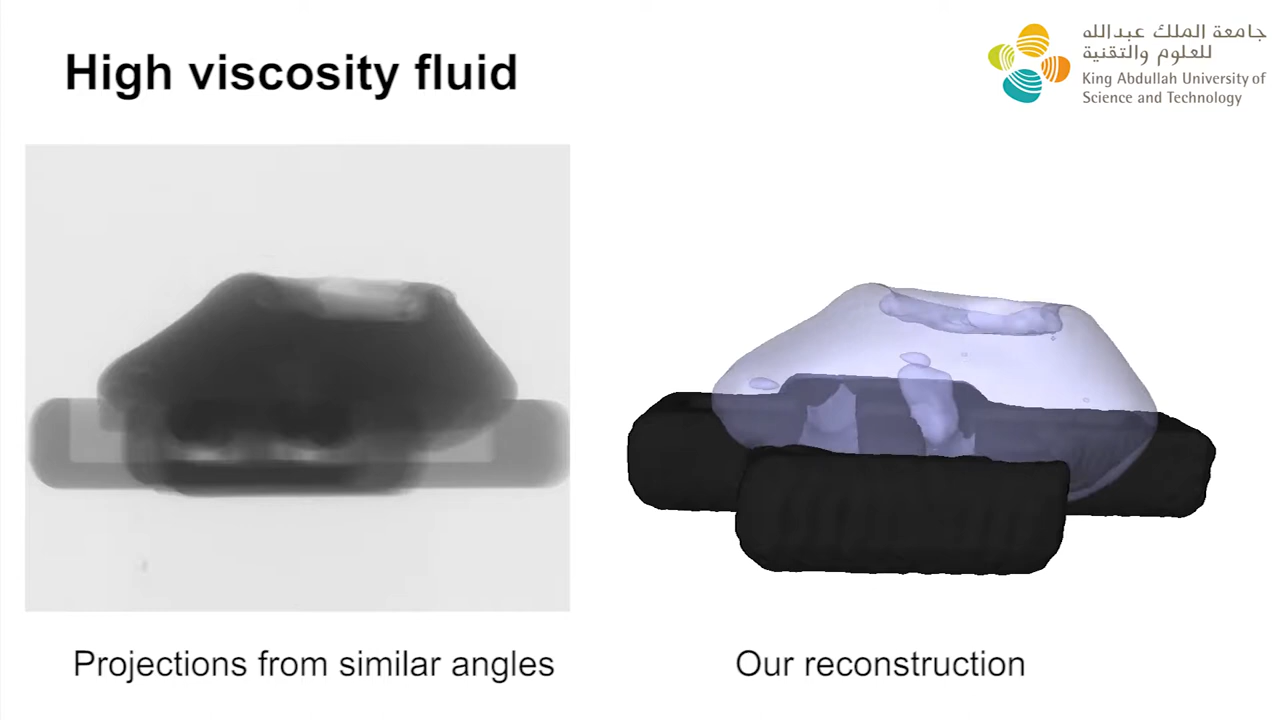 High viscosity fluid
جامعة الملك عبدالله
للعلوم والتقنية
King Abdullah University of
Science and Technology
Projections from similar angles
Our reconstruction